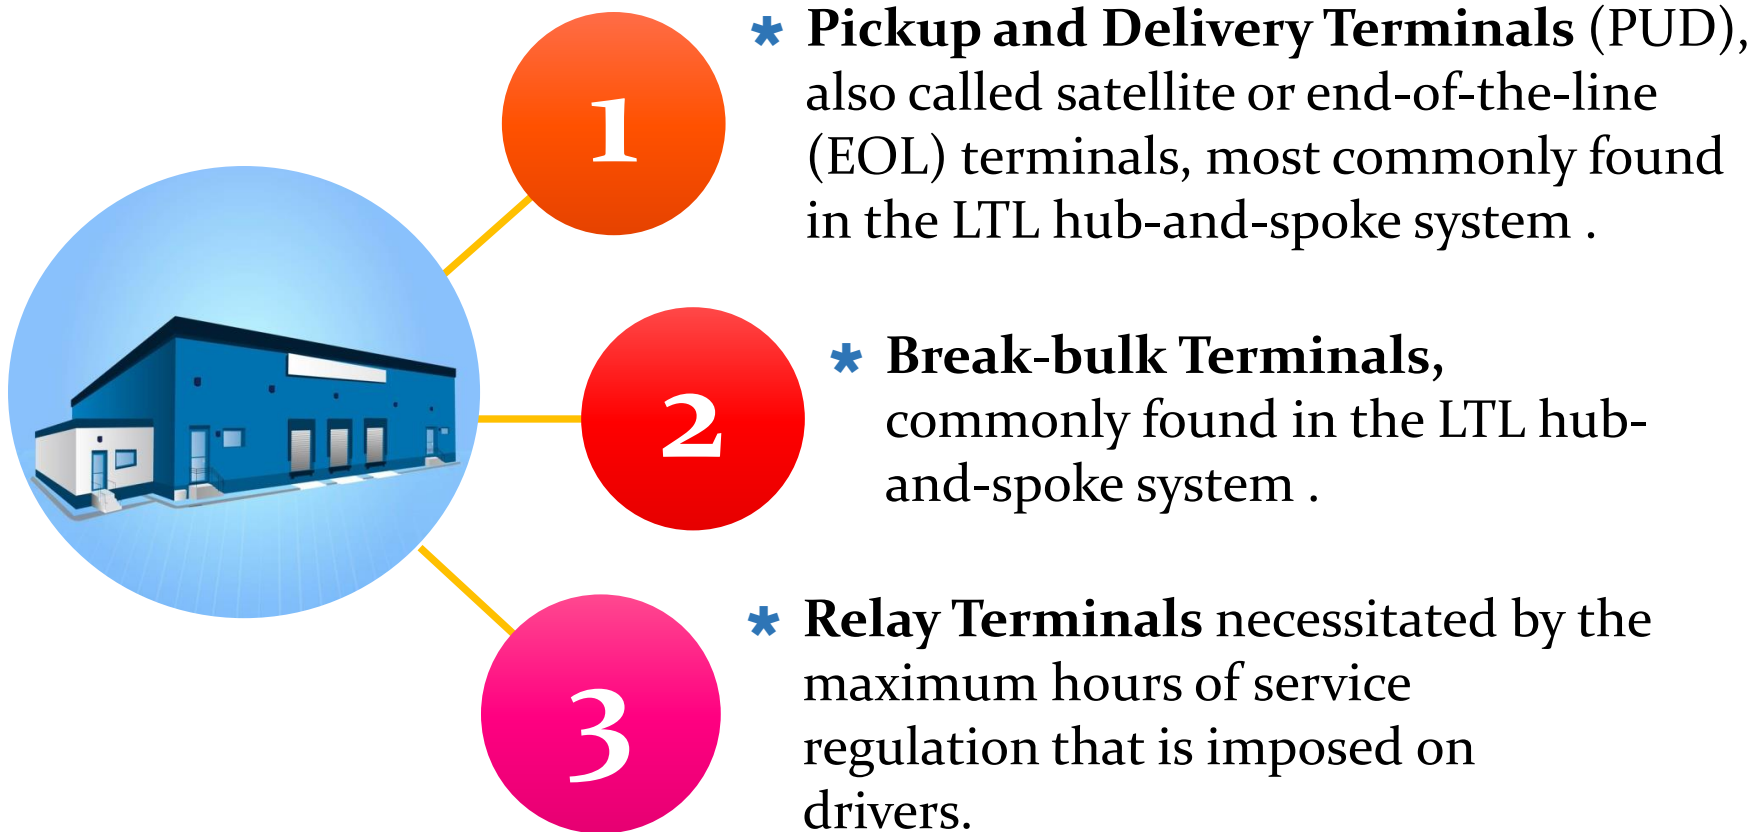 1
* Pickup and Delivery Terminals (PUD),
also called satellite or end-of-the-line
(EOL) terminals, most commonly found
in the LTL hub-and-spoke system .
2
* Break-bulk Terminals,
commonly found in the LTL hub-
and-spoke system .
3
* Relay Terminals necessitated by the
maximum hours of service
regulation that is imposed on
drivers.